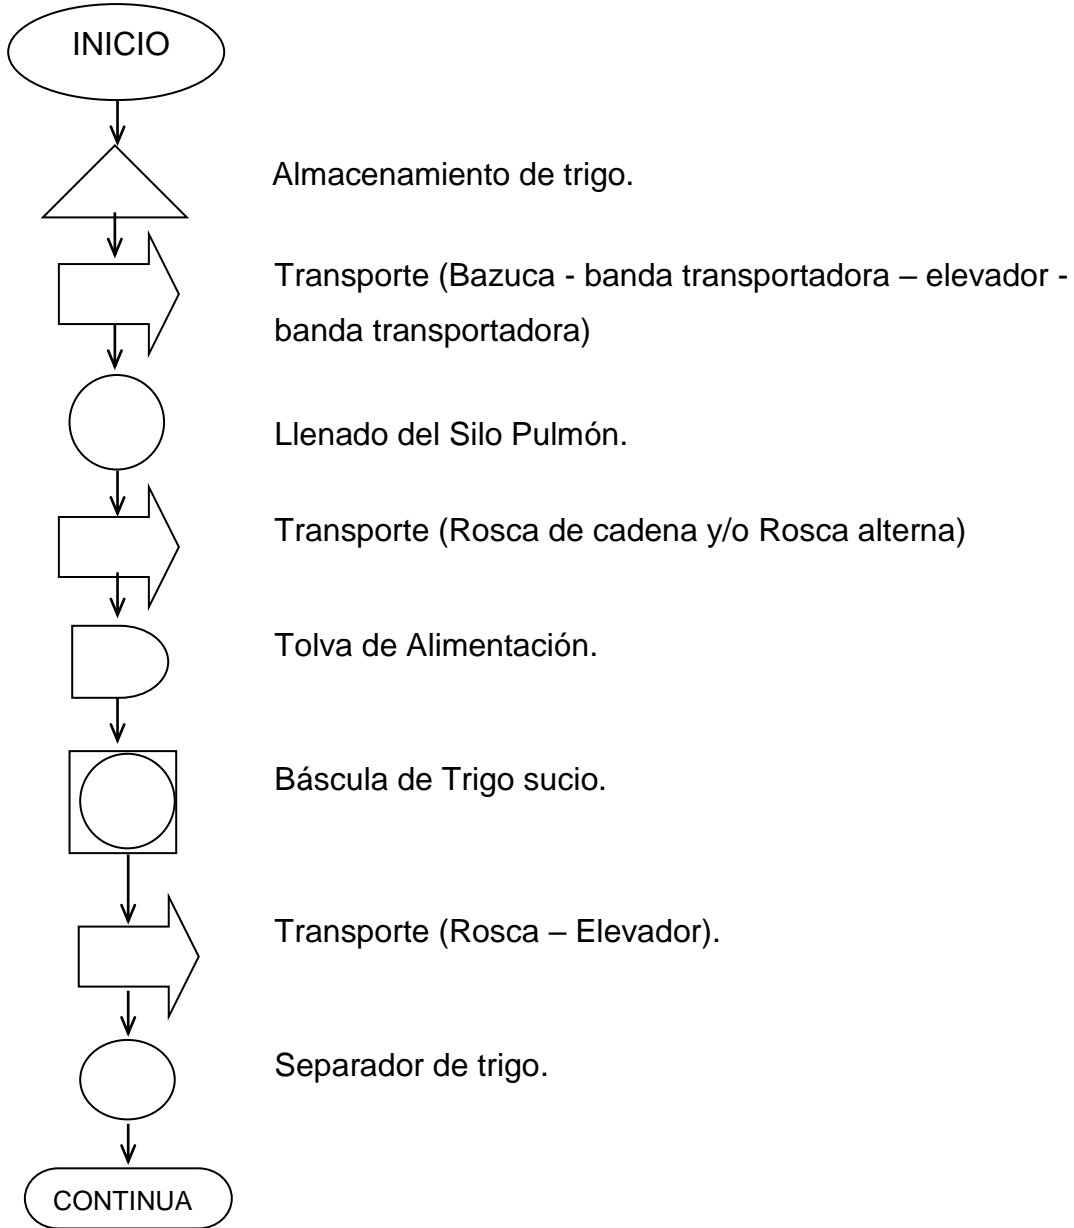 INICIO
Almacenamiento de trigo.
Transporte (Bazuca - banda transportadora – elevador -
banda transportadora)
Llenado del Silo Pulmón.
Transporte (Rosca de cadena y/o Rosca alterna)
Tolva de Alimentación.
Báscula de Trigo sucio.
Transporte (Rosca – Elevador).
Separador de trigo.
CONTINUA